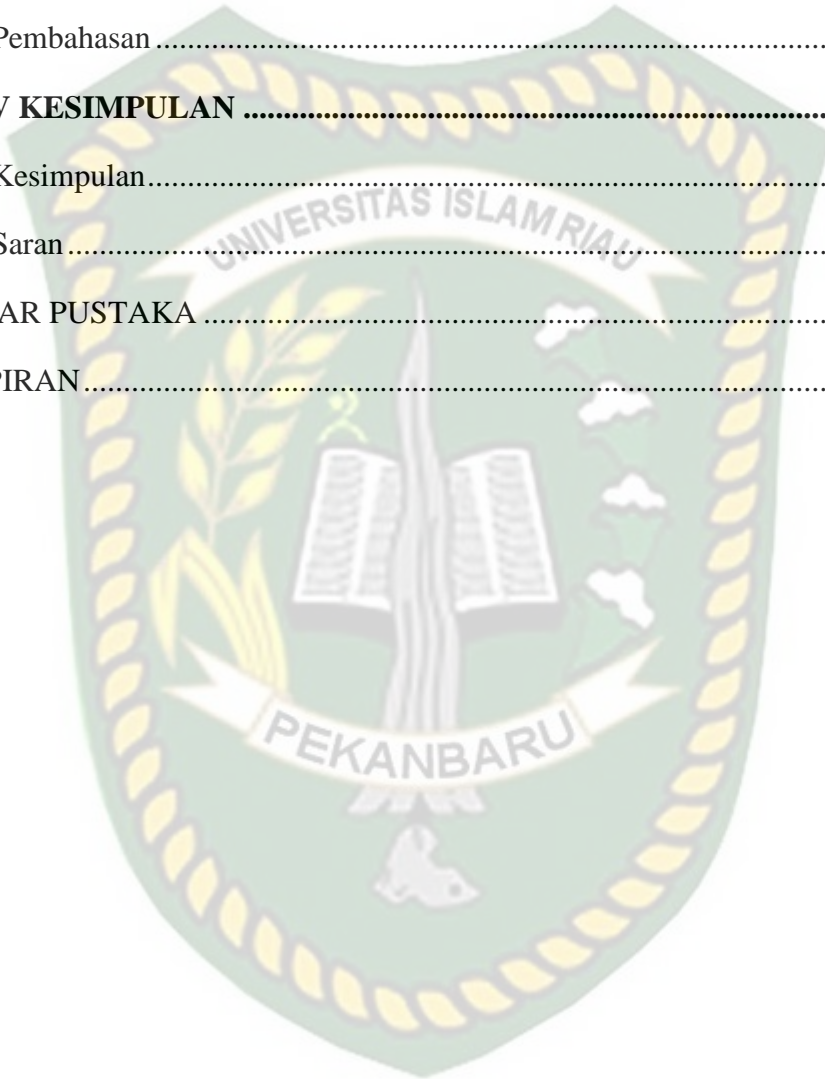 Pembahasan ........................................................................................
V KESIMPULAN ........................................................................................
Kesimpulan ........................................................................................
Saran ........................................................................................
AR PUSTAKA ........................................................................................
PIRAN ........................................................................................
UNIVERSITAS ISLAM RIAU
PEKANBARU